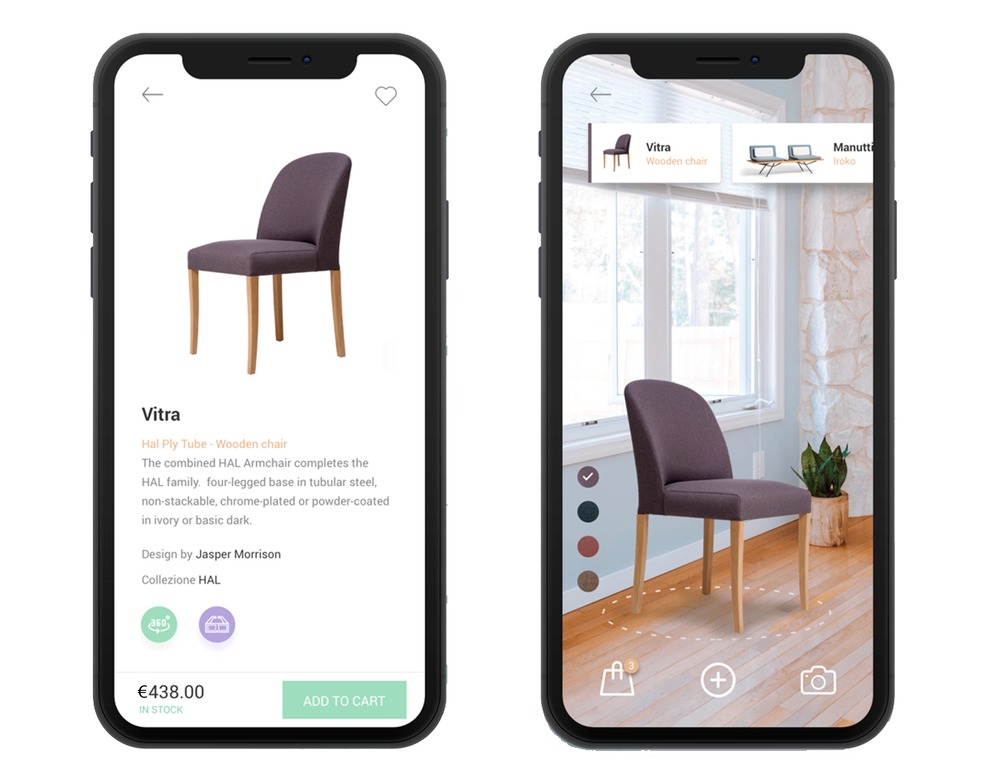 Vitra
Hal Ply Tube - Wooden chair
The combined HAL Armchair completes the
HAL family. four-legged base in tubular steel,
non-stackable, chrome-plated or powder-coated
in ivory or basic dark.
Design by Jasper Morrison
Collezione HAL
360°
€438.00
IN STOCK
ADD TO CART
Vitra
Wooden chair
Manutti
Iroko
3